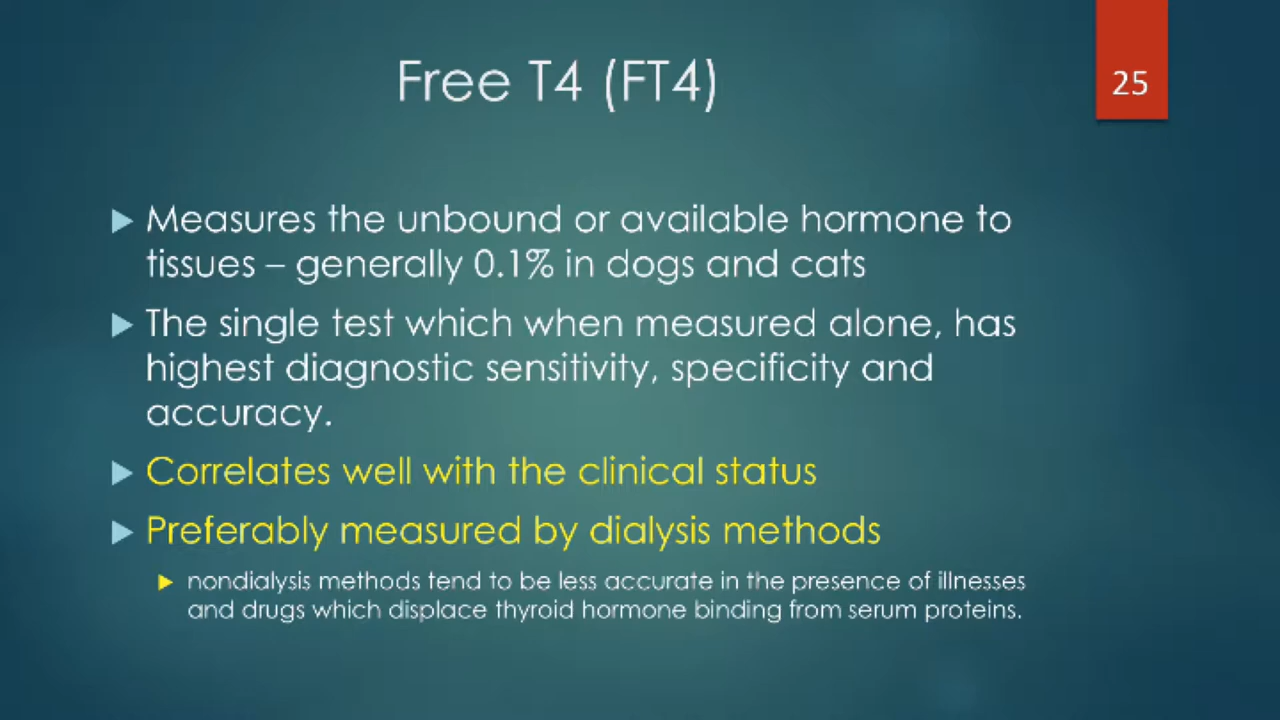 Free T4 (FT4)
25
Measures the unbound or available hormone to
tissues – generally 0.1% in dogs and cats
The single test which when measured alone, has
highest diagnostic sensitivity, specificity and
accuracy.
Correlates well with the clinical status
Preferably measured by dialysis methods
nondialysis methods tend to be less accurate in the presence of illnesses
and drugs which displace thyroid hormone binding from serum proteins.